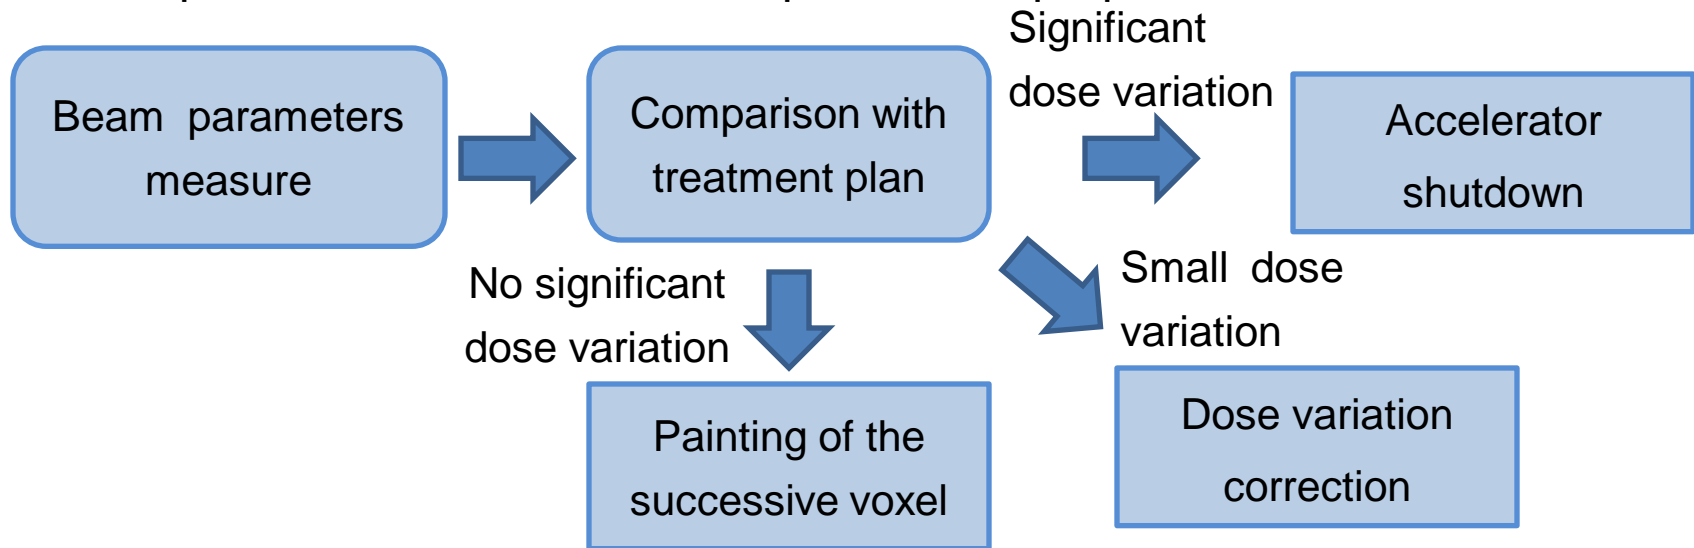 Beam parameters
measure
Comparison with
treatment plan
Significant
dose variation
Accelerator
shutdown
No significant
dose variation
Small dose
variation
Painting of the
successive voxel
Dose variation
correction